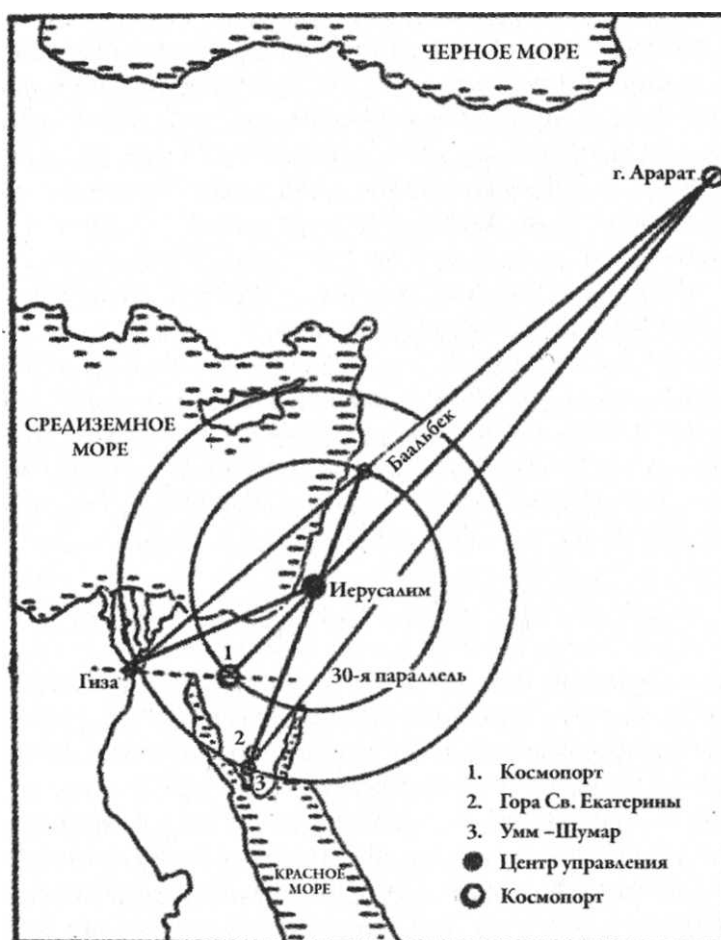 ЧЕРНОЕ МОРЕ
г. Арарат
СРЕДИЗЕМНОЕ
МОРЕ
Баальбек
Иерусалим
1
Гиза
30-я параллель
2
3
1. Космопорт
2. Гора Св. Екатерины
3. Умм –Шумар
Центр управления
Космопорт
КРАСНОЕ
МОРЕ